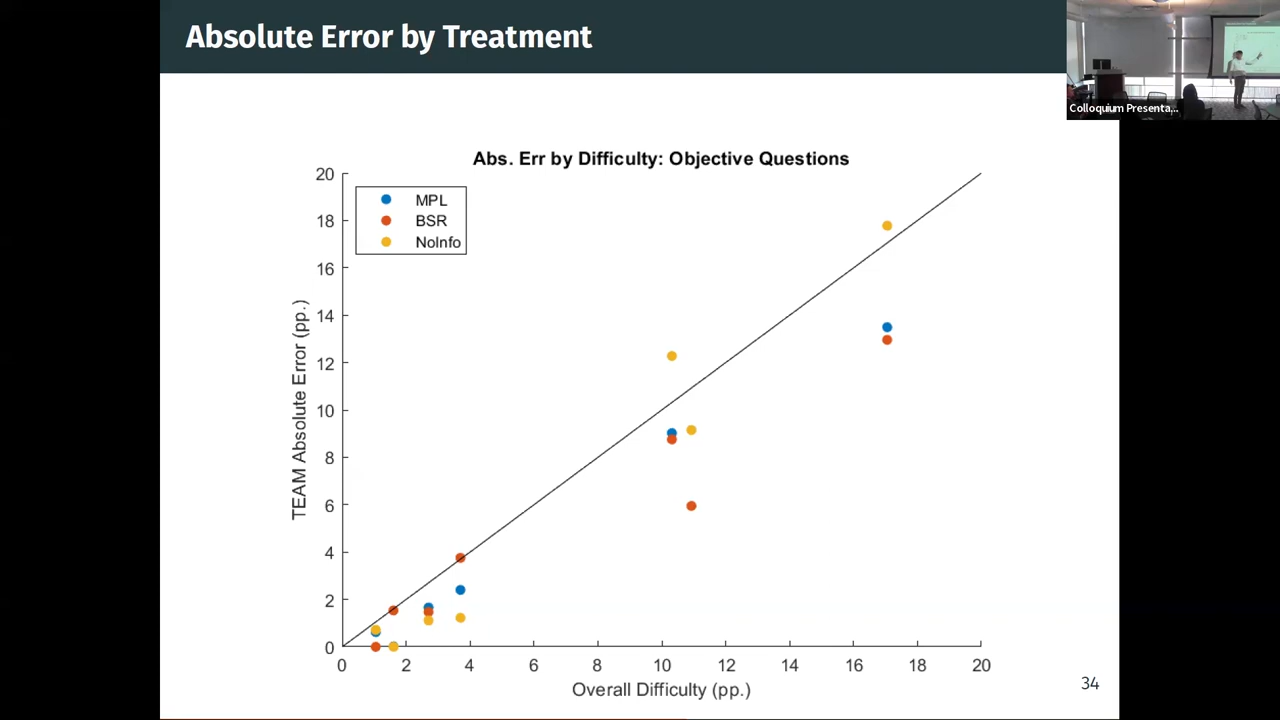 Absolute Error by Treatment
Colloquium Presenta...
Abs. Err by Difficulty: Objective Questions
MPL
BSR
NoInfo
TEAM Absolute Error (pp.)
20
18
16
14
12
10
8
6
4
2
0
0 2 4 6 8 10 12 14 16 18 20
Overall Difficulty (pp.)
34